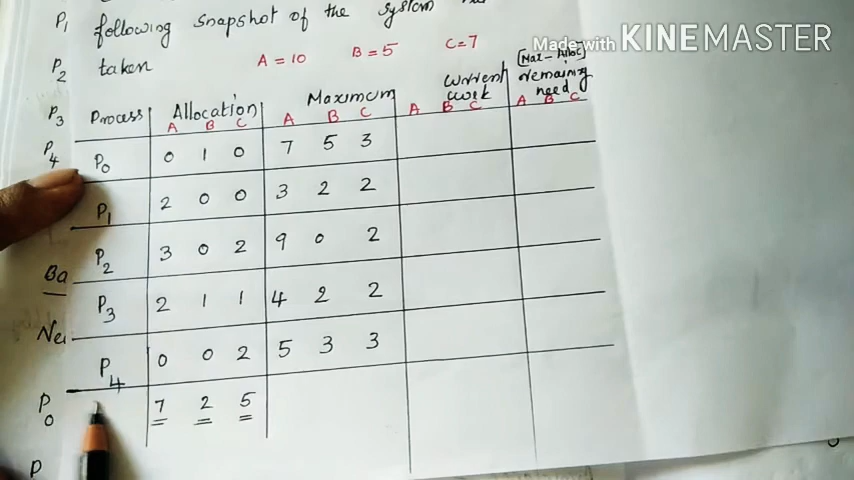 P1 following snapshot of the system
P2 taken A = 10 B = 5 C = 7
Made with KINEMASTER
P3 Process Allocation Maximum Current work [Max - Alloc] remaining need
A B C A B C A B C A B C
P4 P0 0 1 0 7 5 3
P1 2 0 0 3 2 2
P2 3 0 2 9 0 2
Ba P3 2 1 1 4 2 2
Ne P4 0 0 2 5 3 3
P0 7 2 5
P